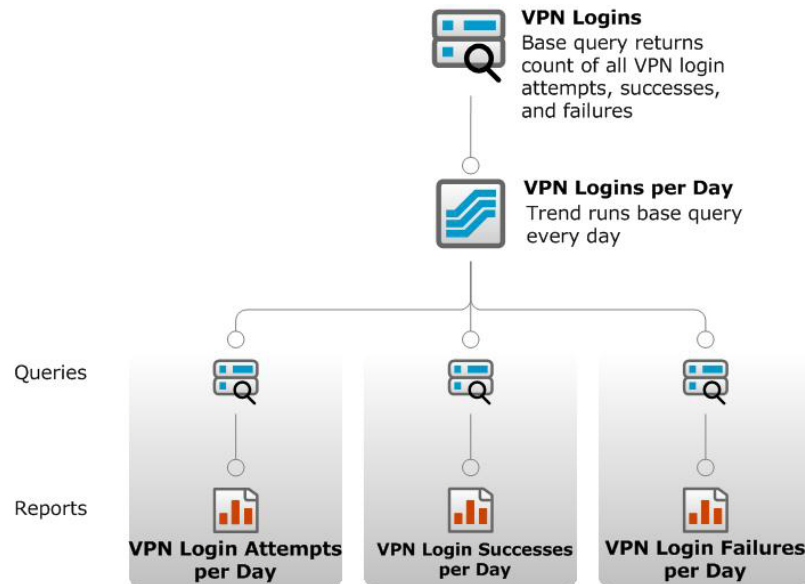 VPN Logins
Base query returns
count of all VPN login
attempts, successes,
and failures
VPN Logins per Day
Trend runs base query
every day
Queries
Reports
VPN Login Attempts
per Day
VPN Login Successes
per Day
VPN Login Failures
per Day